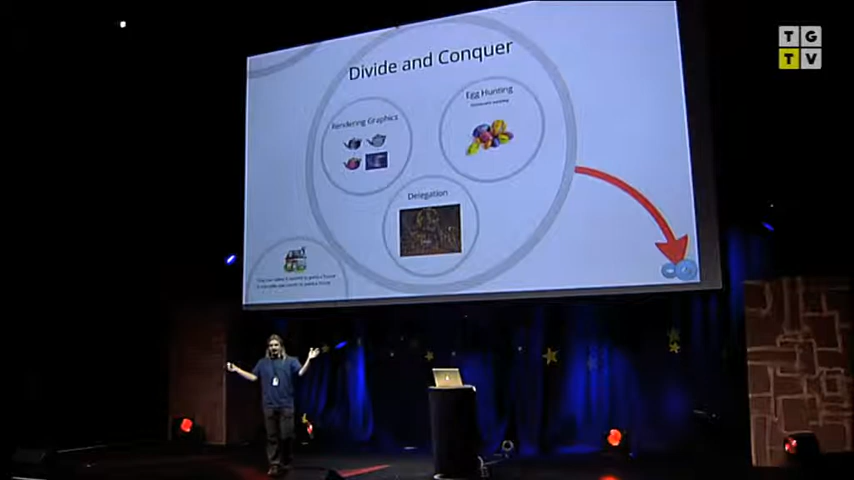 TG
TV
Divide and Conquer
Egg Hunting
Rendering Graphics
Delegation